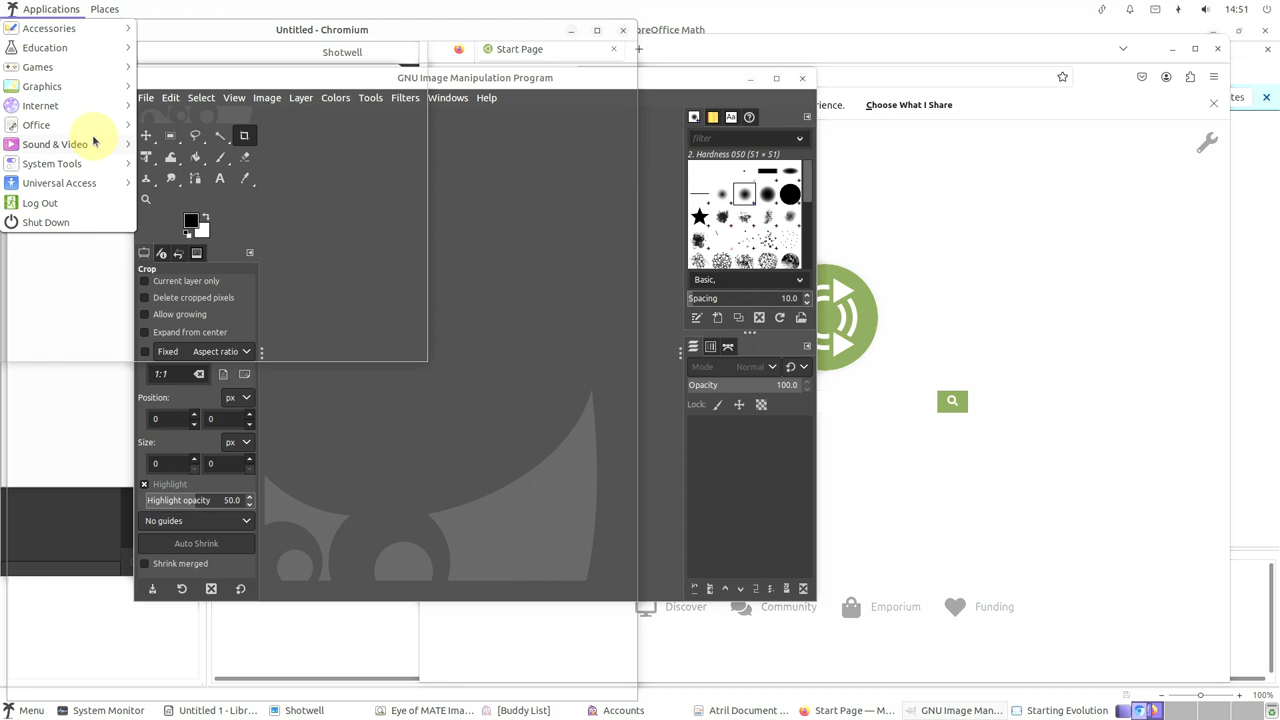 Applications Places 14:51
Accessories
Education
Games
Graphics
Internet
Office
Sound & Video
System Tools
Universal Access
Log Out
Shut Down
Untitled - Chromium
Shotwell
Start Page
reOffice Math
tes
rience. Choose What I Share
GNU Image Manipulation Program
File Edit Select View Image Layer Colors Tools Filters Windows Help
Crop
Current layer only
Delete cropped pixels
Allow growing
Expand from center
Fixed Aspect ratio
1:1
Position: px
0 0
Size: px
0 0
Highlight
Highlight opacity 50.0
No guides
Auto Shrink
Shrink merged
filter
2. Hardness 050 (51 × 51)
Basic,
Spacing 10.0
Mode Normal
Opacity 100.0
Lock:
Discover Community Emporium Funding
100%
Menu System Monitor Untitled 1 - Libr... Shotwell Eye of MATE Ima... [Buddy List] Accounts Atril Document ... Start Page — M... GNU Image Man... Starting Evolution